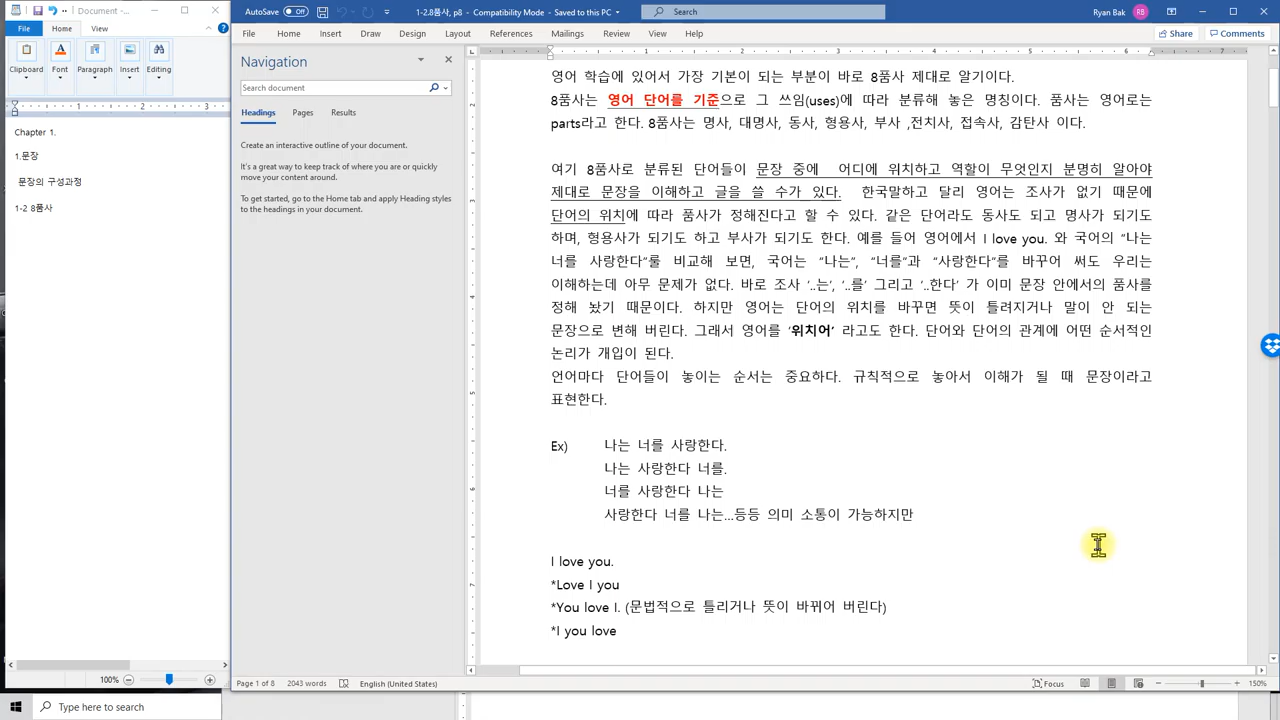 Document -
File
Home
View
Clipboard
Font
Paragraph
Insert
Editing
1
2
3
Chapter 1.
1.문장
문장의 구성과정
1-2 8품사
100%
Type here to search
AutoSave
Off
1-2.8품사, p8 - Compatibility Mode - Saved to this PC
Search
Ryan Bak
RB
File
Home
Insert
Draw
Design
Layout
References
Mailings
Review
View
Help
Share
Comments
Navigation
Search document
Headings
Pages
Results
Create an interactive outline of your document.
It's a great way to keep track of where you are or quickly
move your content around.
To get started, go to the Home tab and apply Heading styles
to the headings in your document.
1 2 3 4 5 6 7
영어 학습에 있어서 가장 기본이 되는 부분이 바로 8품사 제대로 알기이다.
8품사는 영어 단어를 기준으로 그 쓰임(uses)에 따라 분류해 놓은 명칭이다. 품사는 영어로는
parts라고 한다. 8품사는 명사, 대명사, 동사, 형용사, 부사 ,전치사, 접속사, 감탄사 이다.
여기 8품사로 분류된 단어들이 문장 중에 어디에 위치하고 역할이 무엇인지 분명히 알아야
제대로 문장을 이해하고 글을 쓸 수가 있다. 한국말하고 달리 영어는 조사가 없기 때문에
단어의 위치에 따라 품사가 정해진다고 할 수 있다. 같은 단어라도 동사도 되고 명사가 되기도
하며, 형용사가 되기도 하고 부사가 되기도 한다. 예를 들어 영어에서 I love you. 와 국어의 "나는
너를 사랑한다"룰 비교해 보면, 국어는 "나는", "너를"과 "사랑한다"를 바꾸어 써도 우리는
이해하는데 아무 문제가 없다. 바로 조사 '..는', '..를' 그리고 '..한다' 가 이미 문장 안에서의 품사를
정해 놨기 때문이다. 하지만 영어는 단어의 위치를 바꾸면 뜻이 틀려지거나 말이 안 되는
문장으로 변해 버린다. 그래서 영어를 '위치어' 라고도 한다. 단어와 단어의 관계에 어떤 순서적인
논리가 개입이 된다.
언어마다 단어들이 놓이는 순서는 중요하다. 규칙적으로 놓아서 이해가 될 때 문장이라고
표현한다.
Ex) 나는 너를 사랑한다.
나는 사랑한다 너를.
너를 사랑한다 나는
사랑한다 너를 나는...등등 의미 소통이 가능하지만
I love you.
*Love I you
*You love I. (문법적으로 틀리거나 뜻이 바뀌어 버린다)
*I you love
Page 1 of 8
2043 words
English (United States)
Focus
150%